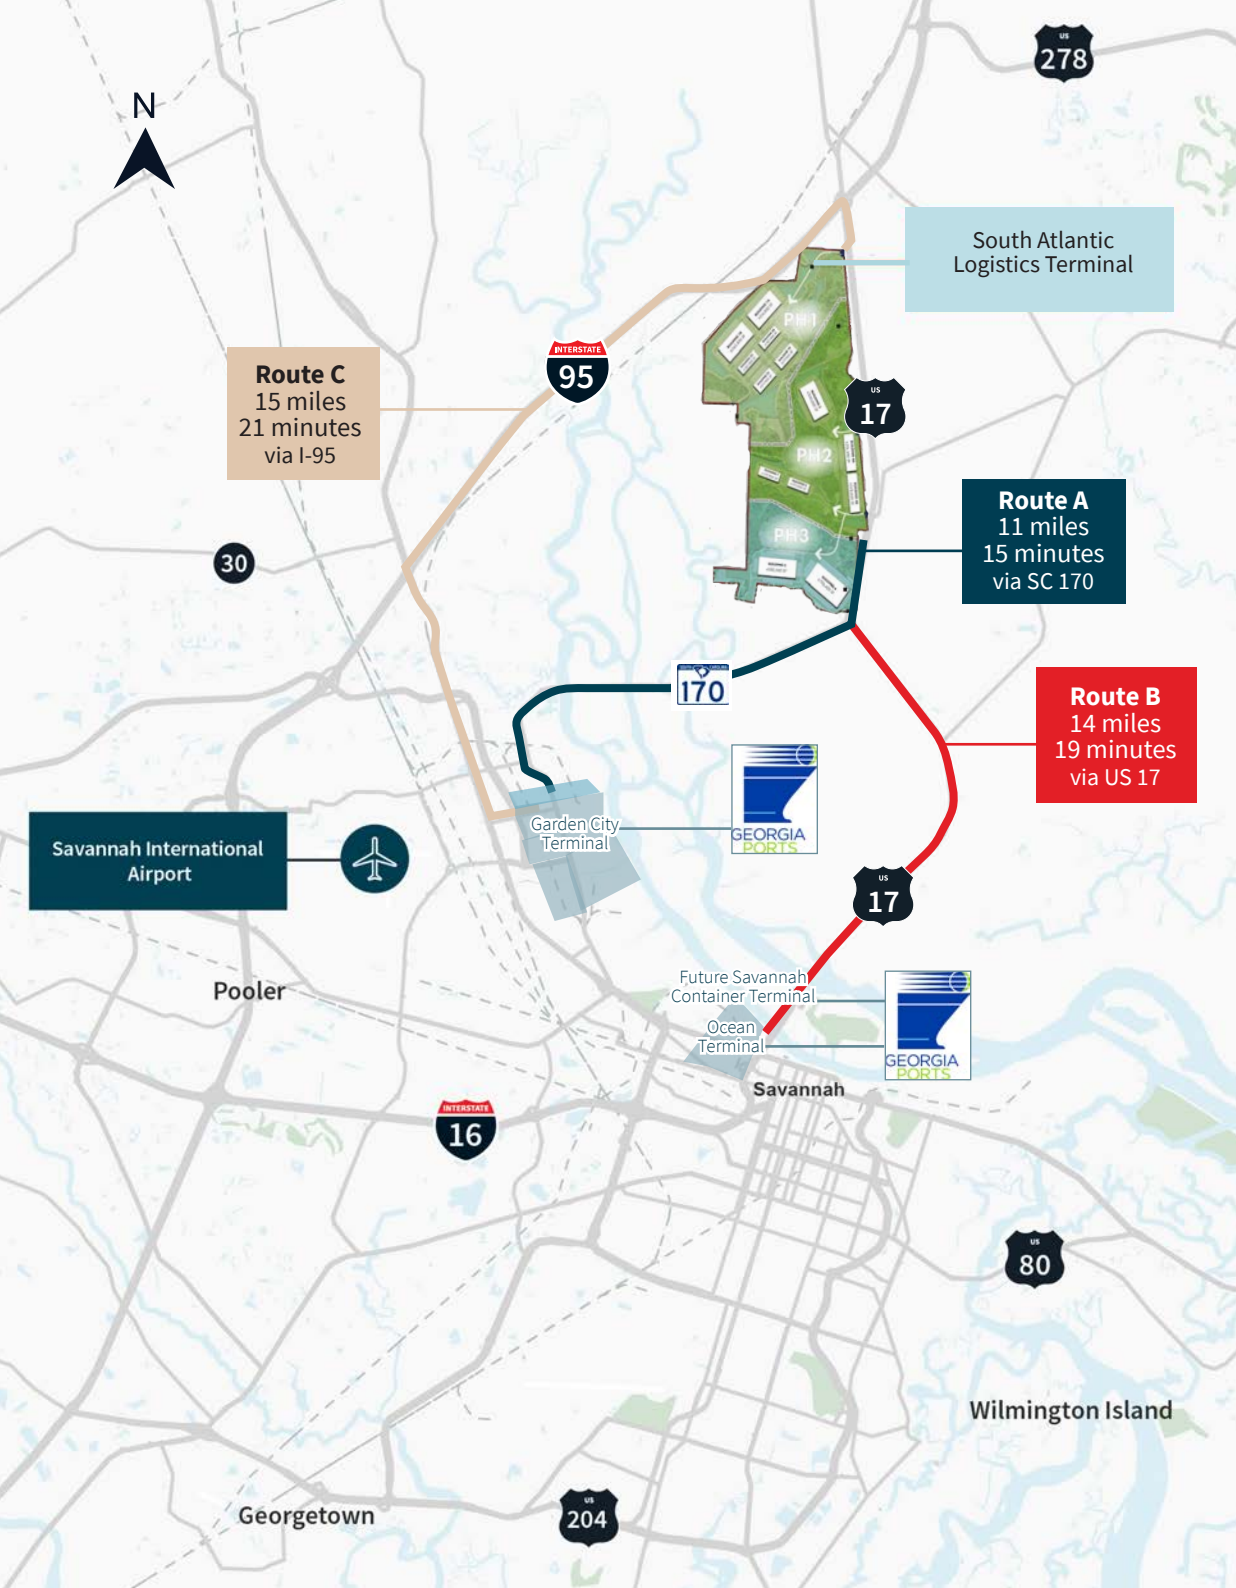 US
278
N
South Atlantic
Logistics Terminal
PH1
INTERSTATE
95
Route C
15 miles
21 minutes
via I-95
US
17
PH2
Route A
11 miles
15 minutes
via SC 170
PH3
30
170
Route B
14 miles
19 minutes
via US 17
Garden City
Terminal
GEORGIA
PORTS
Savannah International
Airport
US
17
Pooler
Future Savannah
Container Terminal
Ocean
Terminal
GEORGIA
PORTS
Savannah
INTERSTATE
16
US
80
Wilmington Island
Georgetown
US
204